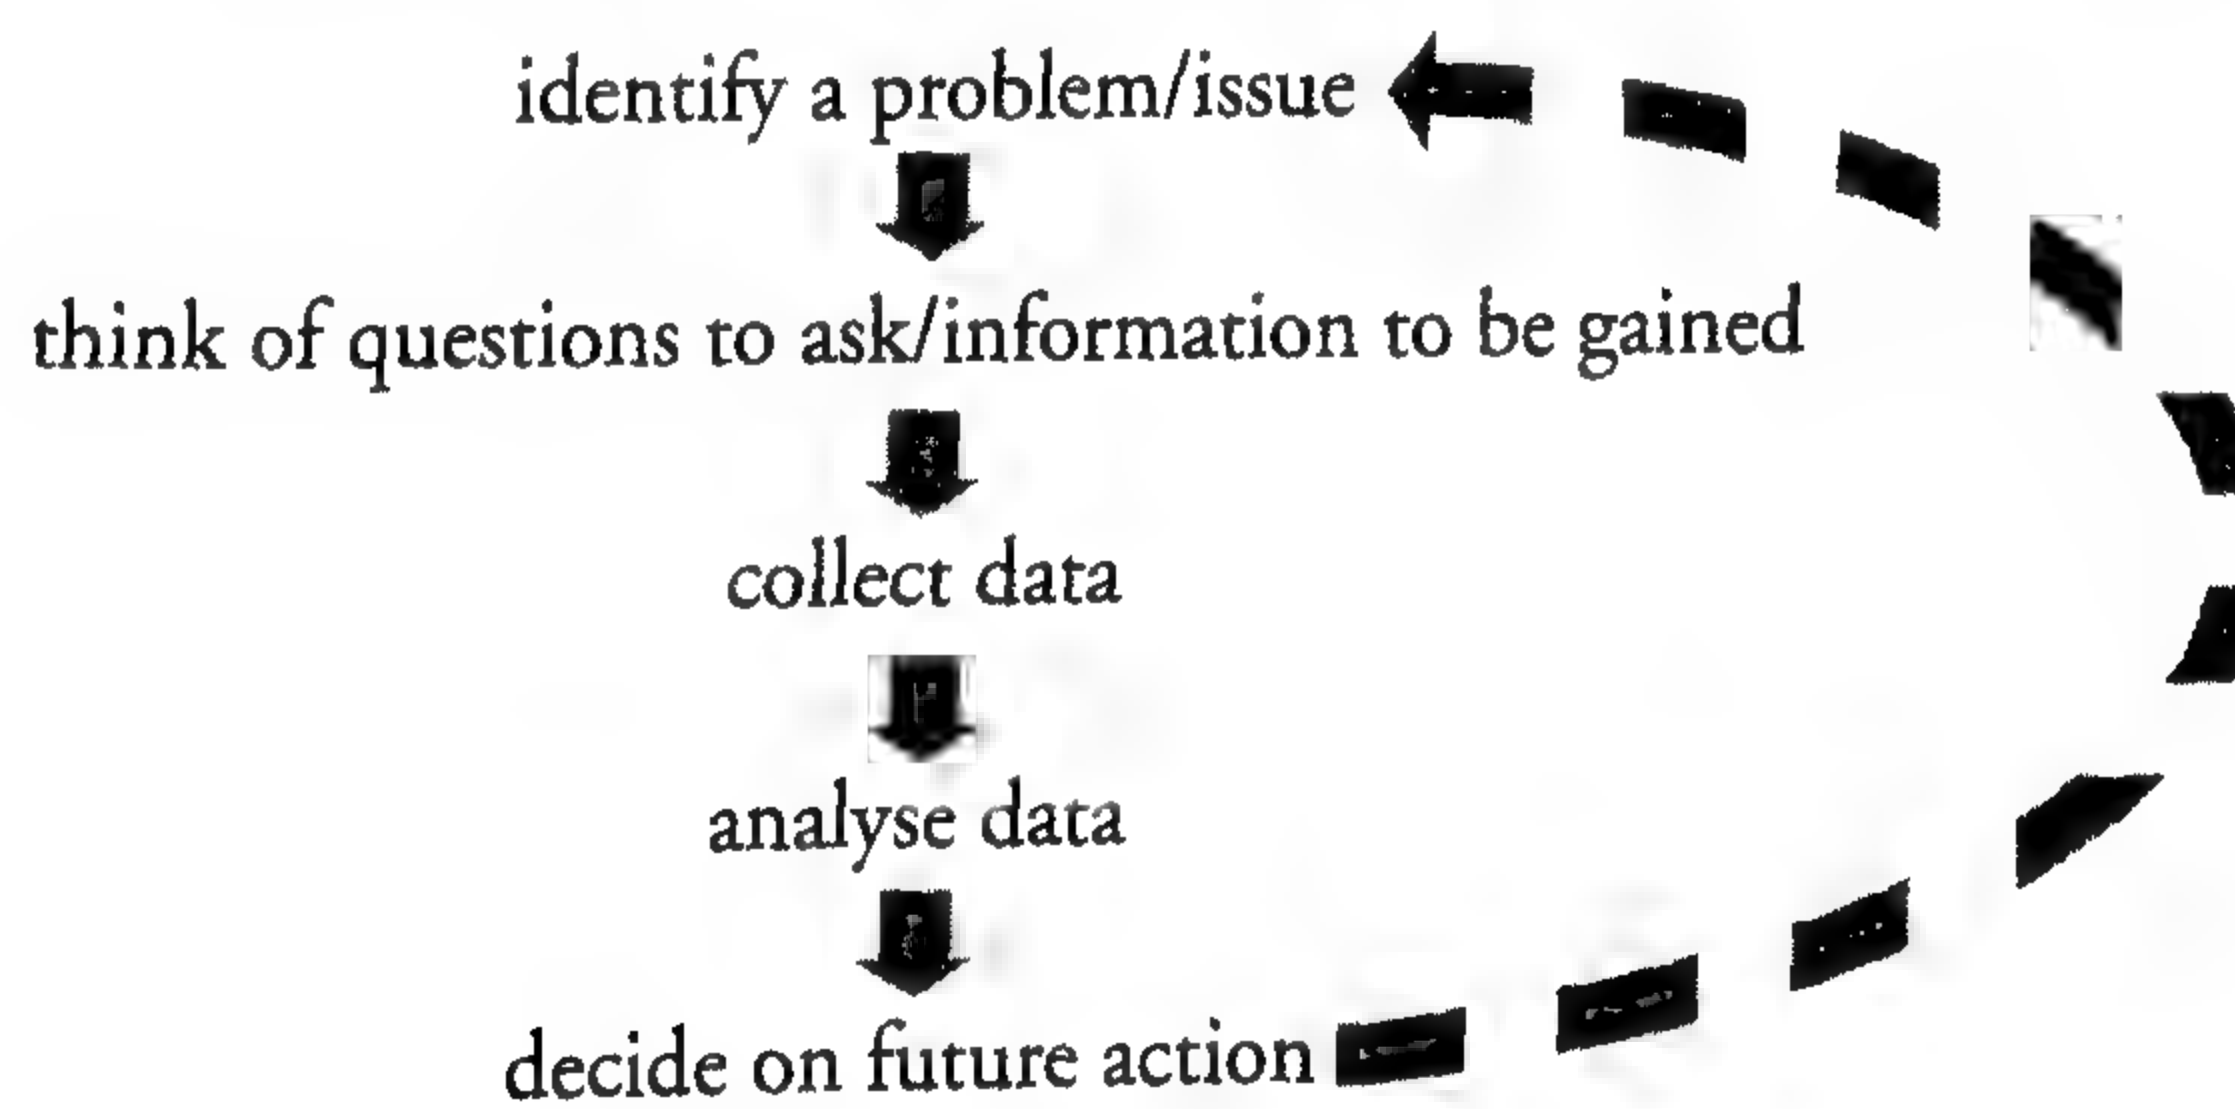 identify a problem/issue
think of questions to ask/information to be gained
collect data
analyse data
decide on future action